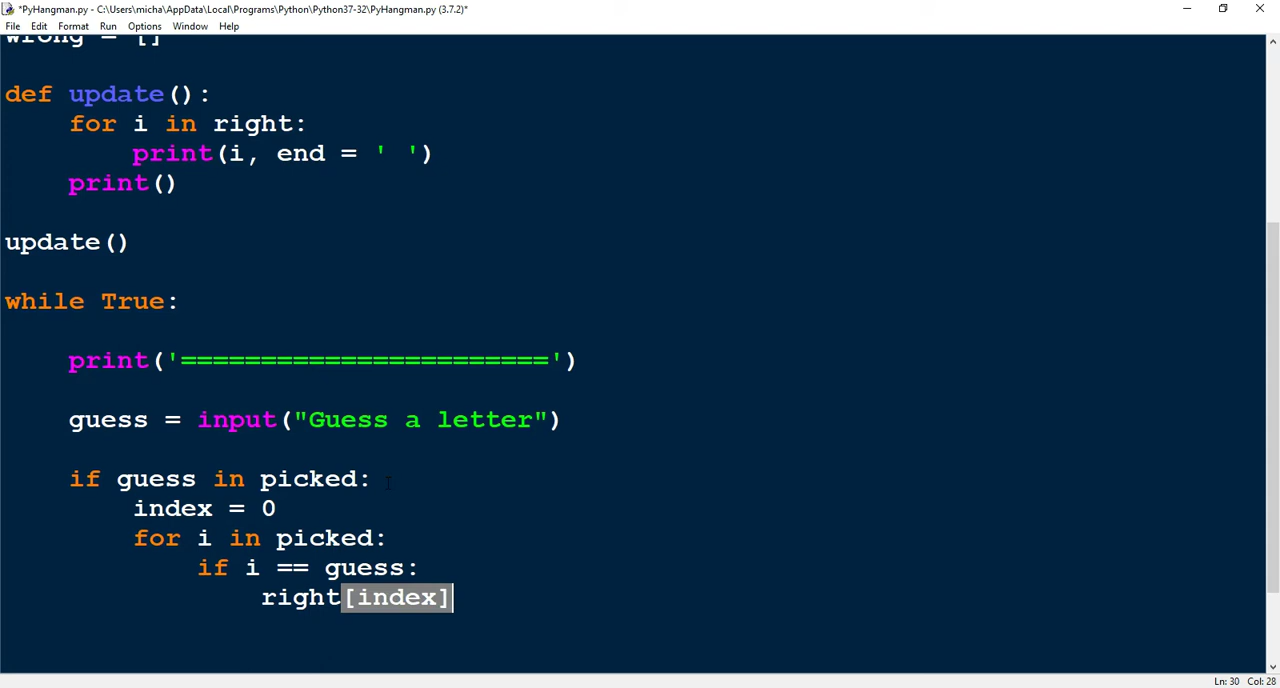 *PyHangman.py - C:\Users\micha\AppData\Local\Programs\Python\Python37-32\PyHangman.py (3.7.2)*
File Edit Format Run Options Window Help
wrong = []
def update():
    for i in right:
        print(i, end = ' ')
    print()
update()
while True:
    print('=======================')
    guess = input("Guess a letter")
    if guess in picked:
        index = 0
        for i in picked:
            if i == guess:
                right[index]
Ln: 30 Col: 28